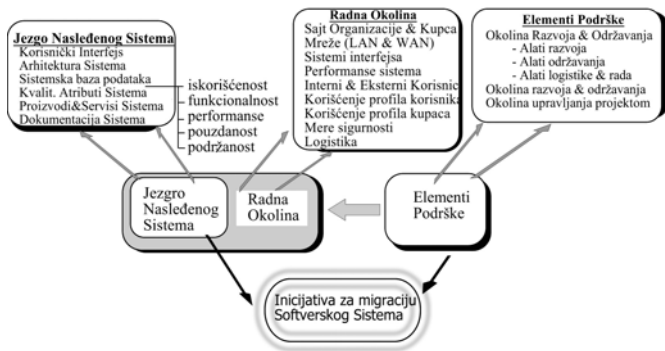 Jezgo Nasleđenog Sistema
Korisnički Interfejs
Arhitektura Sistema
Sistemska baza podataka
Kvalit. Atributi Sistema
Proizvodi&Servisi Sistema
Dokumentacija Sistema
iskorišćenost
funkcionalnost
performanse
pouzdanost
podržanost
Radna Okolina
Sajt Organizacije & Kupca
Mreže (LAN & WAN)
Sistemi interfejsa
Performanse sistema
Interni & Eksterni Korisnic
Korišćenje profila korisnika
Korišćenje profila kupaca
Mere sigurnosti
Logistika
Elementi Podrške
Okolina Razvoja & Održavanja
- Alati razvoja
- Alati održavanja
- Alati logistike & rada
Okolina razvoja & održavanja
Okolina upravljanja projektom
Jezgro
Nasleđenog
Sistema
Radna
Okolina
Elementi
Podrške
Inicijativa za migraciju
Softverskog Sistema